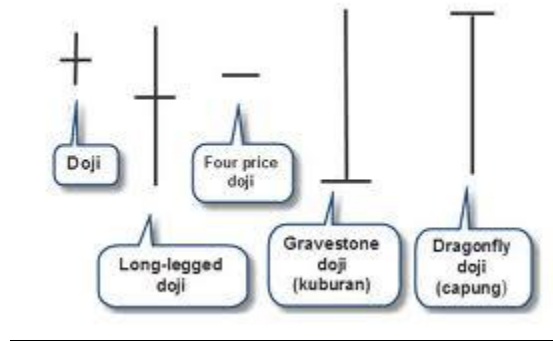 Doji
Long-legged
doji
Four price
doji
Gravestone
doji
(kuburan)
Dragonfly
doji
(capung)